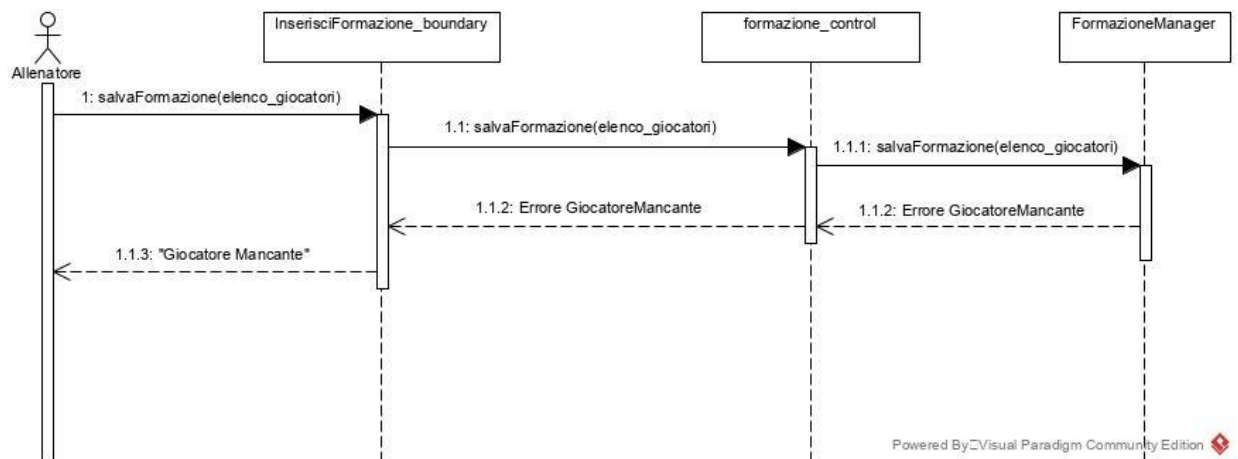 InserisciFormazione_boundary
formazione_control
FormazioneManager
Allenatore
1: salvaFormazione(elenco_giocatori)
1.1: salvaFormazione(elenco_giocatori)
1.1.1: salvaFormazione(elenco_giocatori)
1.1.2: Errore GiocatoreMancante
1.1.2: Errore GiocatoreMancante
1.1.3: "Giocatore Mancante"
Powered By Visual Paradigm Community Edition